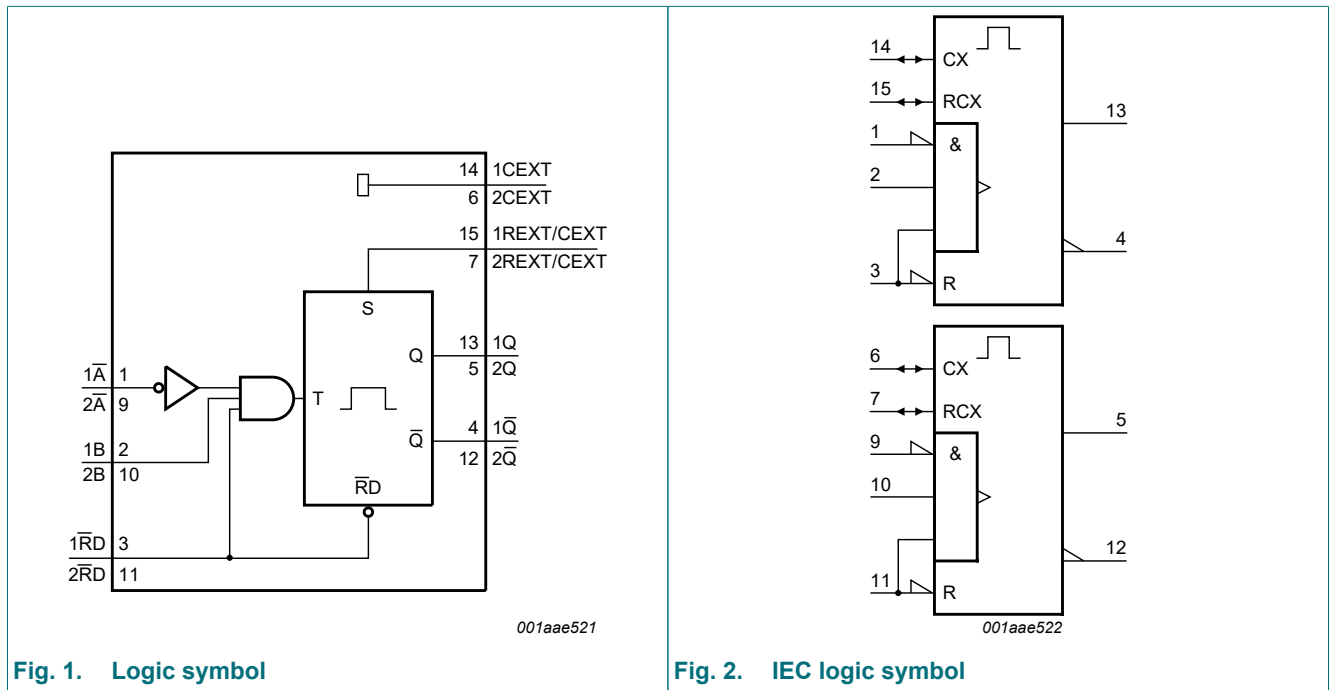 14 1CEXT
6 2CEXT
15 1REXT/CEXT
7 2REXT/CEXT
S
Q
13 1Q
5 2Q
1A̅ 1
2A̅ 9
T
Q̅
4 1Q̅
12 2Q̅
1B 2
2B 10
R̅D
1R̅D 3
2R̅D 11
001aae521
Fig. 1. Logic symbol
14 CX
15 RCX
13
1 &
2
4
3 R
6 CX
7 RCX
5
9 &
10
12
11 R
001aae522
Fig. 2. IEC logic symbol